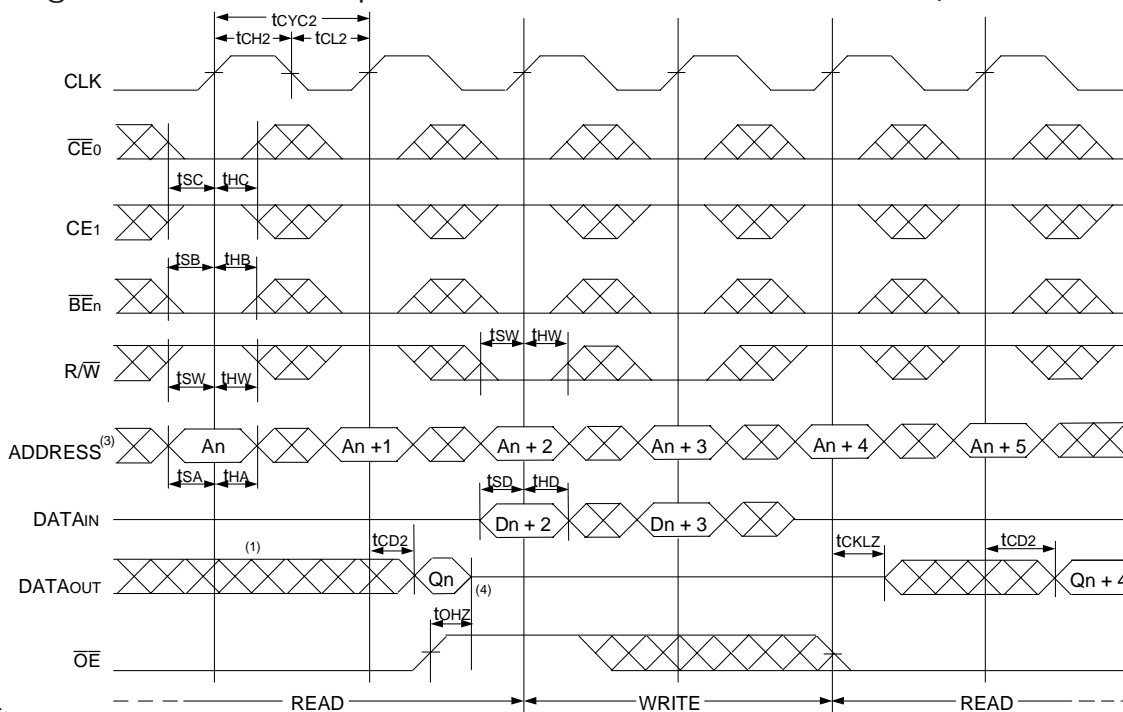 tCYC2
tCH2 tCL2
CLK
CE0
tSC tHC
CE1
tSB tHB
BEn
tSW tHW
R/W
tSW tHW
ADDRESS(3) An An +1 An + 2 An + 3 An + 4 An + 5
tSA tHA tSD tHD
DATAIN Dn + 2 Dn + 3
(1) tCD2 tCKLZ tCD2
DATAOUT Qn (4) Qn + 4
tOHZ
OE
READ WRITE READ